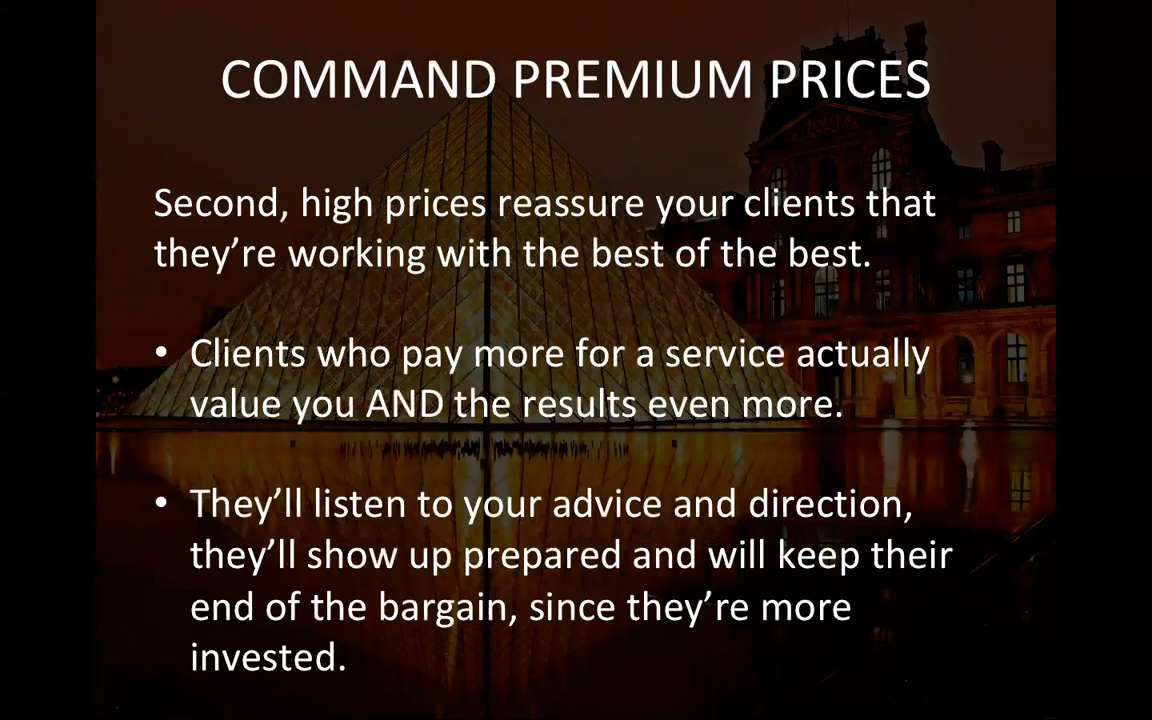 COMMAND PREMIUM PRICES
Second, high prices reassure your clients that
they’re working with the best of the best.
• Clients who pay more for a service actually
value you AND the results even more.
• They’ll listen to your advice and direction,
they’ll show up prepared and will keep their
end of the bargain, since they’re more
invested.